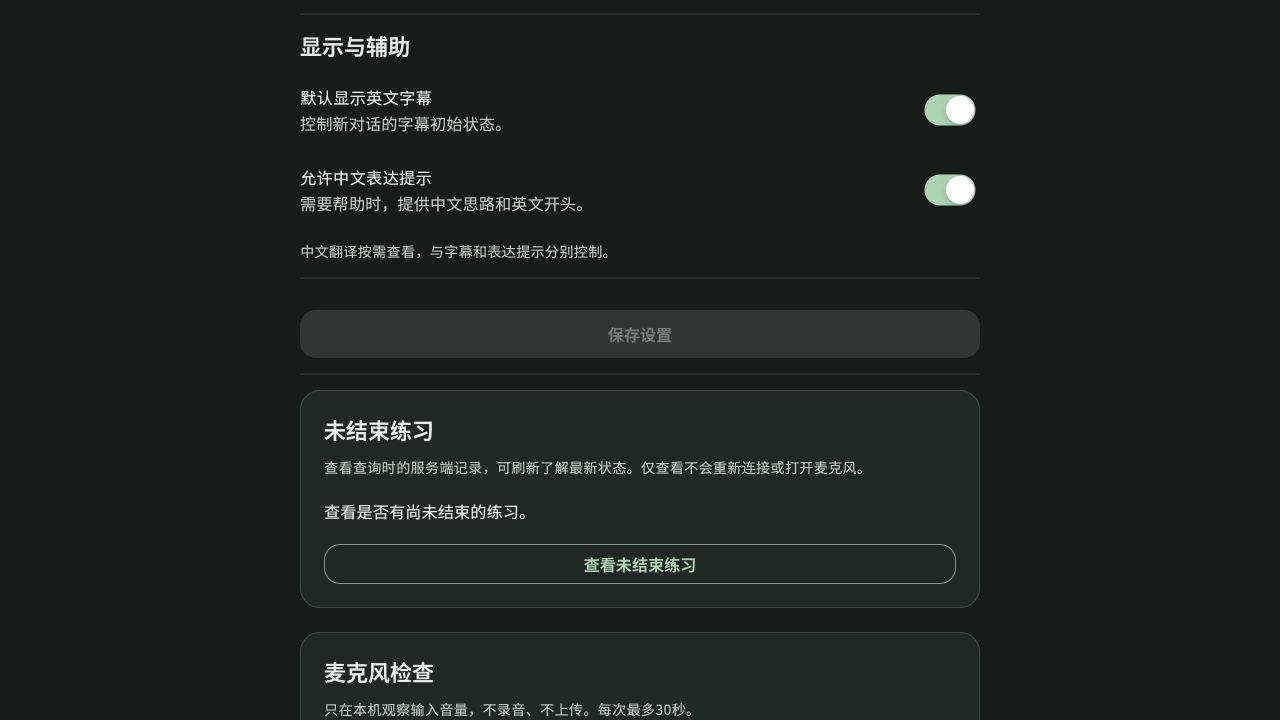 显示与辅助
默认显示英文字幕
控制新对话的字幕初始状态。
允许中文表达提示
需要帮助时，提供中文思路和英文开头。
中文翻译按需查看，与字幕和表达提示分别控制。
保存设置
未结束练习
查看查询时的服务端记录，可刷新了解最新状态。仅查看不会重新连接或打开麦克风。
查看是否有尚未结束的练习。
查看未结束练习
麦克风检查
只在本机观察输入音量，不录音、不上传。每次最多30秒。